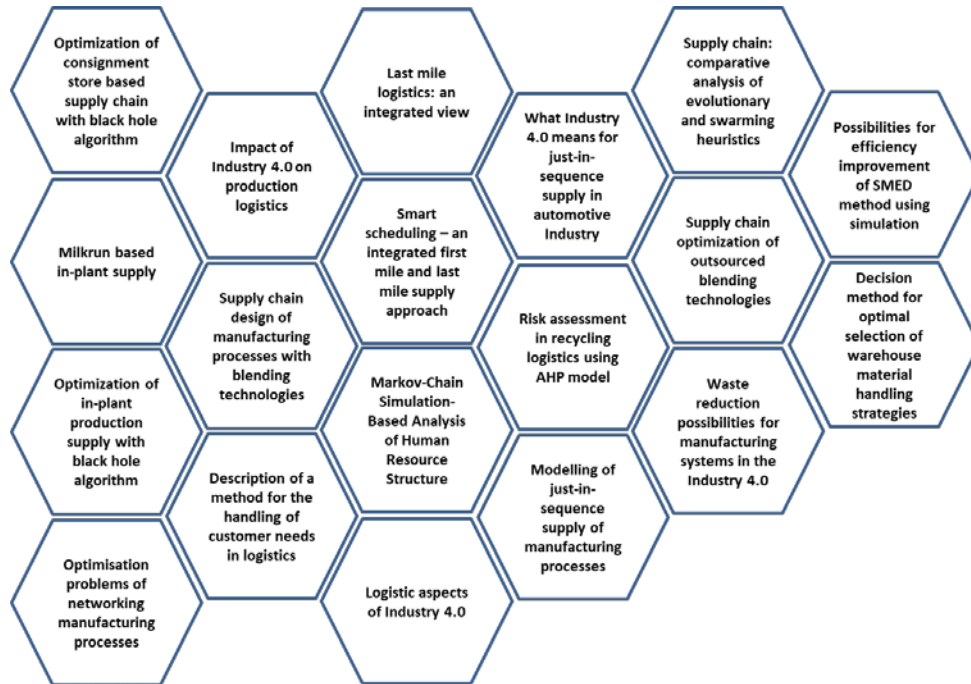 Optimization of
consignment
store based
supply chain
with black hole
algorithm
Milkrun based
in-plant supply
Optimization of
in-plant
production
supply with
black hole
algorithm
Optimisation
problems of
networking
manufacturing
processes
Impact of
Industry 4.0 on
production
logistics
Supply chain
design of
manufacturing
processes with
blending
technologies
Description of a
method for the
handling of
customer needs
in logistics
Last mile
logistics: an
integrated view
Smart
scheduling – an
integrated first
mile and last
mile supply
approach
Markov-Chain
Simulation-
Based Analysis
of Human
Resource
Structure
Logistic aspects
of Industry 4.0
What Industry
4.0 means for
just-in-
sequence
supply in
automotive
Industry
Risk assessment
in recycling
logistics using
AHP model
Modelling of
just-in-
sequence
supply of
manufacturing
processes
Supply chain:
comparative
analysis of
evolutionary
and swarming
heuristics
Supply chain
optimization of
outsourced
blending
technologies
Waste
reduction
possibilities for
manufacturing
systems in the
Industry 4.0
Possibilities for
efficiency
improvement
of SMED
method using
simulation
Decision
method for
optimal
selection of
warehouse
material
handling
strategies